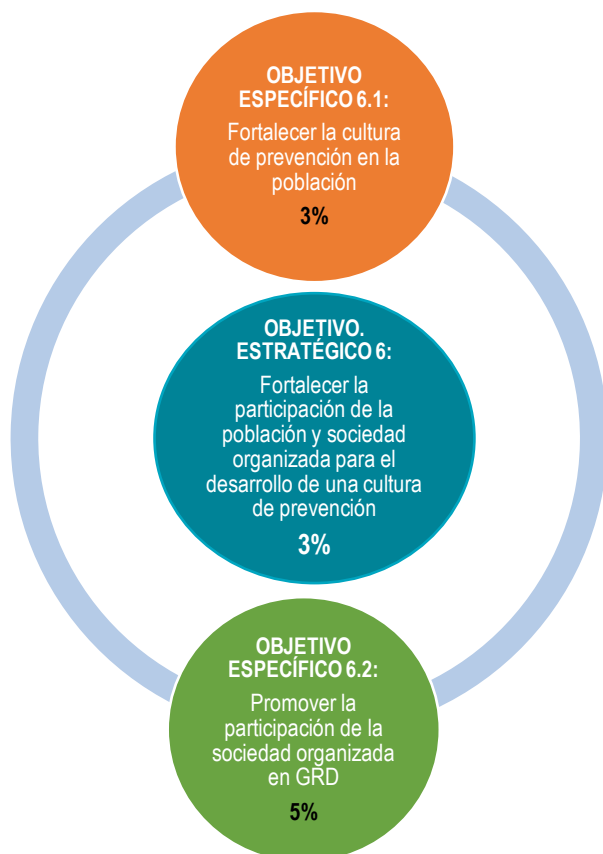 OBJETIVO
ESPECÍFICO 6.1:
Fortalecer la cultura
de prevención en la
población
3%
OBJETIVO.
ESTRATÉGICO 6:
Fortalecer la
participación de la
población y sociedad
organizada para el
desarrollo de una cultura
de prevención
3%
OBJETIVO
ESPECÍFICO 6.2:
Promover la
participación de la
sociedad organizada
en GRD
5%